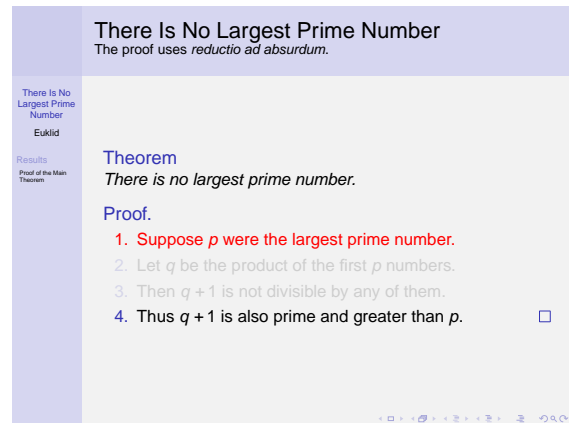 There Is No Largest Prime Number
The proof uses reductio ad absurdum.
There Is No
Largest Prime
Number
Euklid
Results
Proof of the Main
Theorem
Theorem
There is no largest prime number.
Proof.
1. Suppose p were the largest prime number.
2. Let q be the product of the first p numbers.
3. Then q + 1 is not divisible by any of them.
4. Thus q + 1 is also prime and greater than p. □